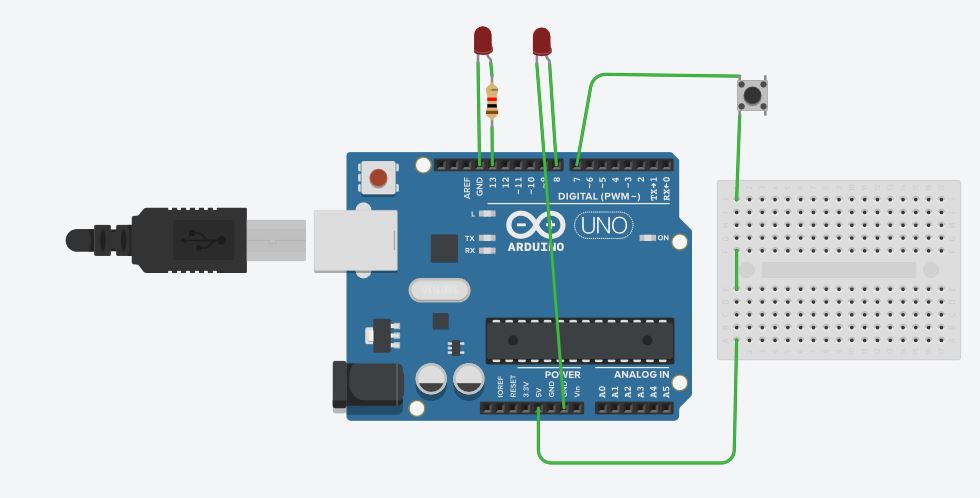 AREF
GND
13
12
~11
~10
~9
8
7
~6
~5
4
~3
2
TX→1
RX←0
DIGITAL (PWM~)
L
TX
RX
ARDUINO
UNO
ON
POWER
ANALOG IN
IOREF
RESET
3.3V
5V
GND
GND
Vin
A0
A1
A2
A3
A4
A5